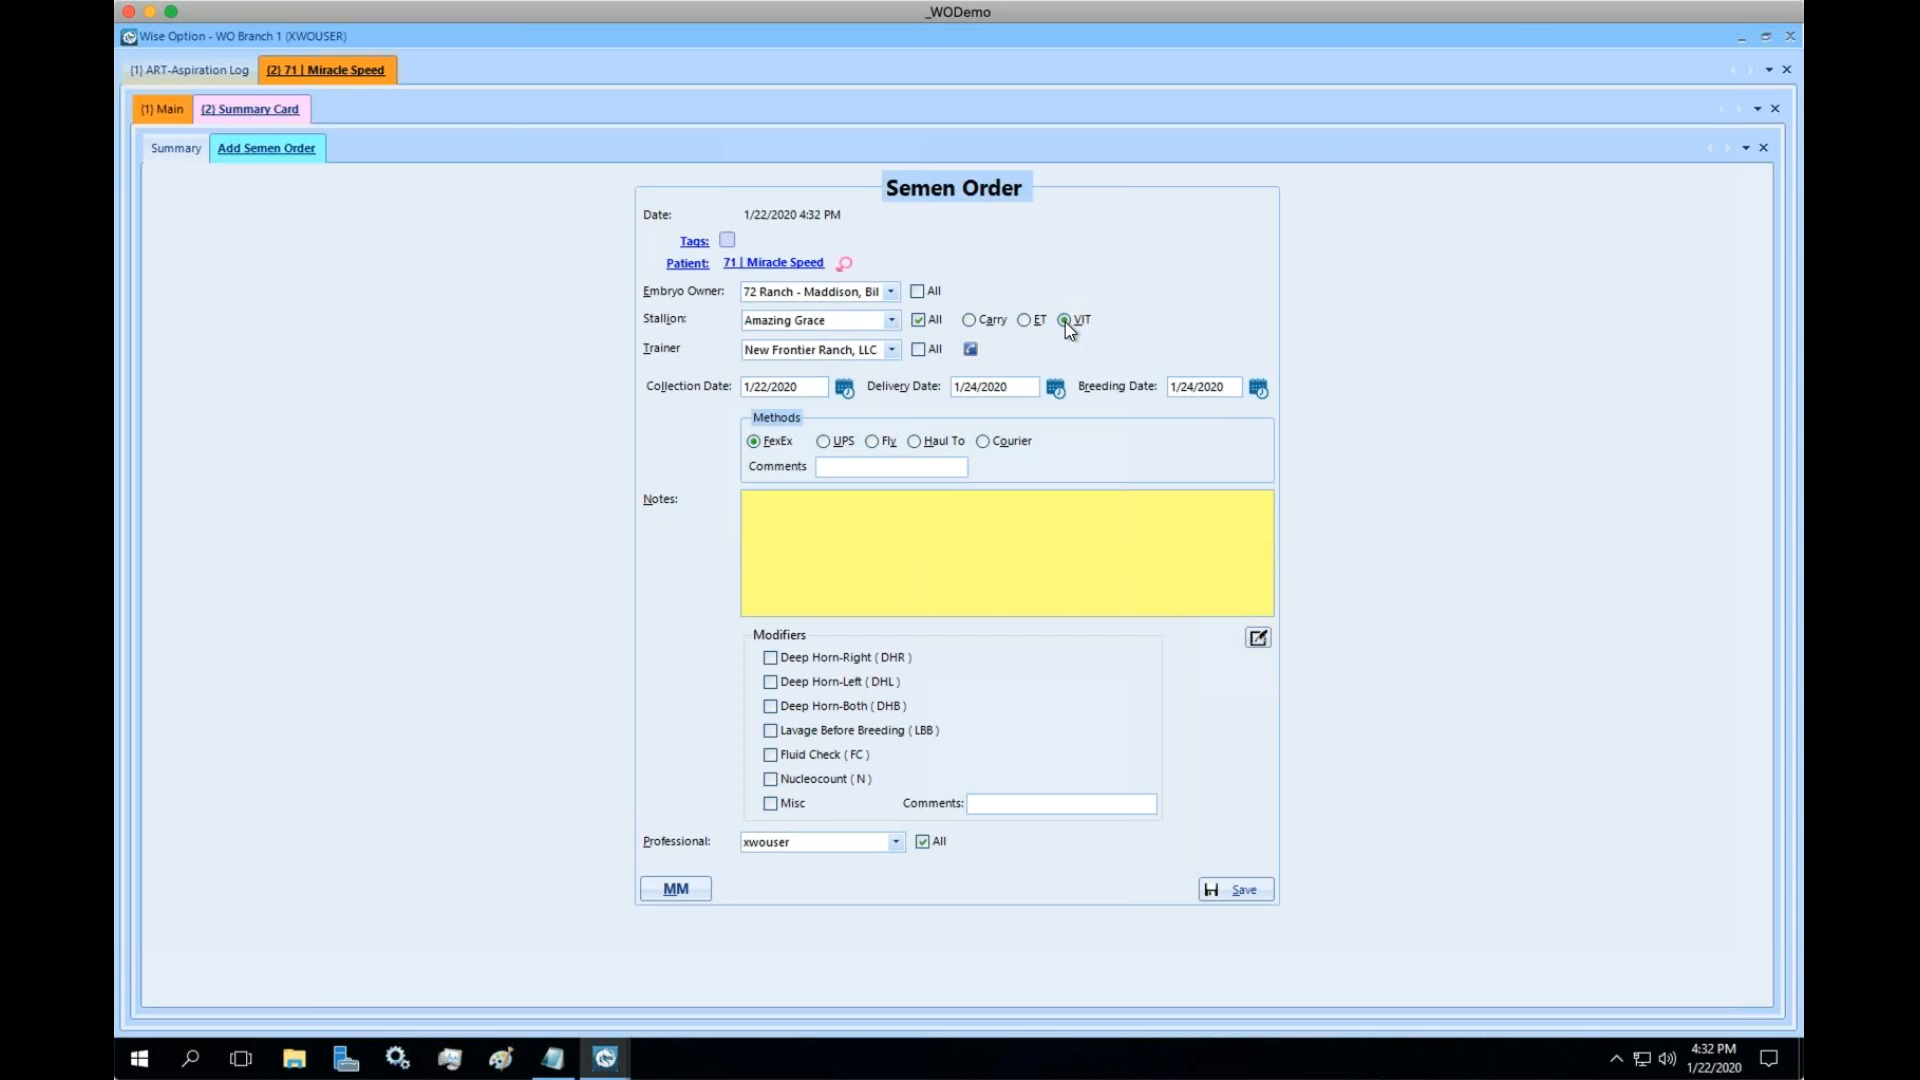 _WODemo
Wise Option - WO Branch 1 (XWOUSER)
{1} ART-Aspiration Log {2} 71 | Miracle Speed
{1} Main {2} Summary Card
Summary Add Semen Order
Semen Order
Date: 1/22/2020 4:32 PM
Tags:
Patient: 71 | Miracle Speed
Embryo Owner: 72 Ranch - Maddison, Bil All
Stallion: Amazing Grace All Carry ET VIT
Trainer New Frontier Ranch, LLC All
Collection Date: 1/22/2020 Delivery Date: 1/24/2020 Breeding Date: 1/24/2020
Methods
FexEx UPS Fly Haul To Courier
Comments
Notes:
Modifiers
Deep Horn-Right ( DHR )
Deep Horn-Left ( DHL )
Deep Horn-Both ( DHB )
Lavage Before Breeding ( LBB )
Fluid Check ( FC )
Nucleocount ( N )
Misc Comments:
Professional: xwouser All
MM Save
4:32 PM
1/22/2020